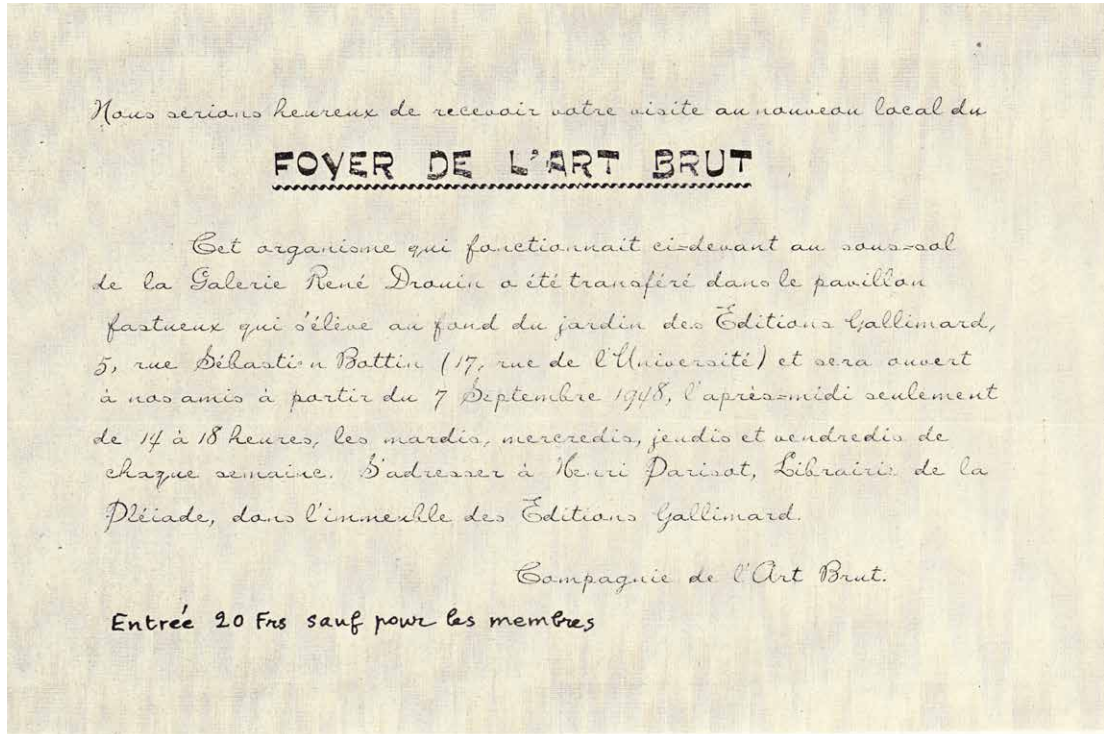 Nous serions heureux de recevoir votre visite au nouveau local du
FOYER DE L'ART BRUT
Cet organisme qui fonctionnait ci=devant au sous=sol
de la Galerie René Drouin a été transféré dans le pavillon
fastueux qui s'élève au fond du jardin des Éditions Gallimard,
5, rue Sébastien Bottin (17, rue de l'Université) et sera ouvert
à nos amis à partir du 7 Septembre 1948, l'après=midi seulement
de 14 à 18 heures, les mardis, mercredis, jeudis et vendredis de
chaque semaine. S'adresser à Henri Parisot, Librairie de la
Pléiade, dans l'immeuble des Éditions Gallimard.
Compagnie de l'Art Brut.
Entrée 20 Frs sauf pour les membres